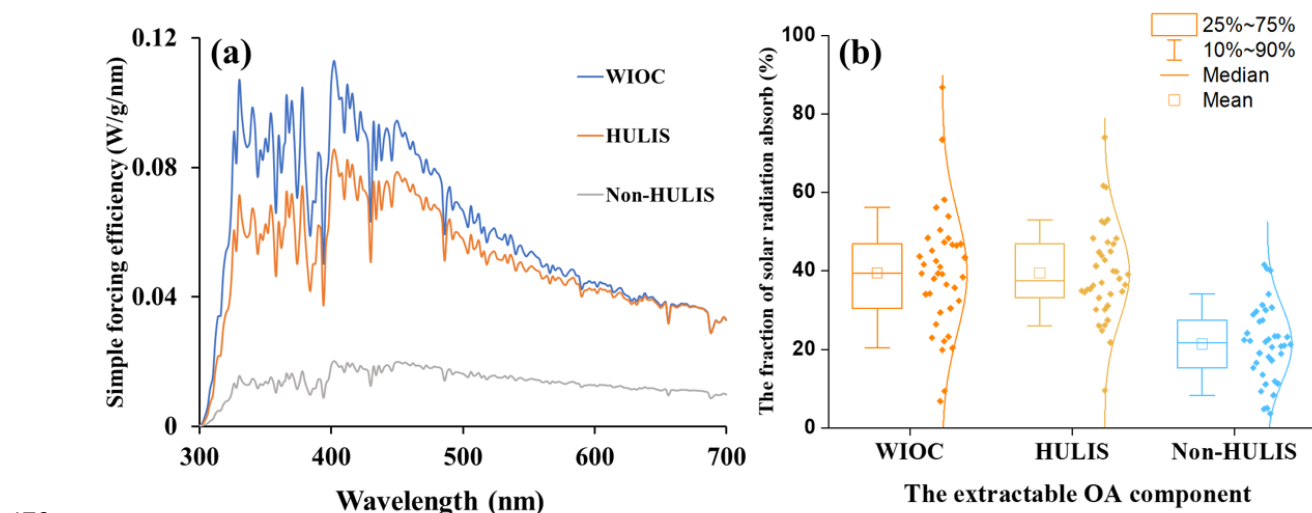 Simple forcing efficiency (W/g/nm)
0.12
0.08
0.04
0
(a)
WIOC
HULIS
Non-HULIS
300
400
500
600
700
Wavelength (nm)
The fraction of solar radiation absorb (%)
100
80
60
40
20
0
(b)
25%~75%
10%~90%
Median
Mean
WIOC
HULIS
Non-HULIS
The extractable OA component